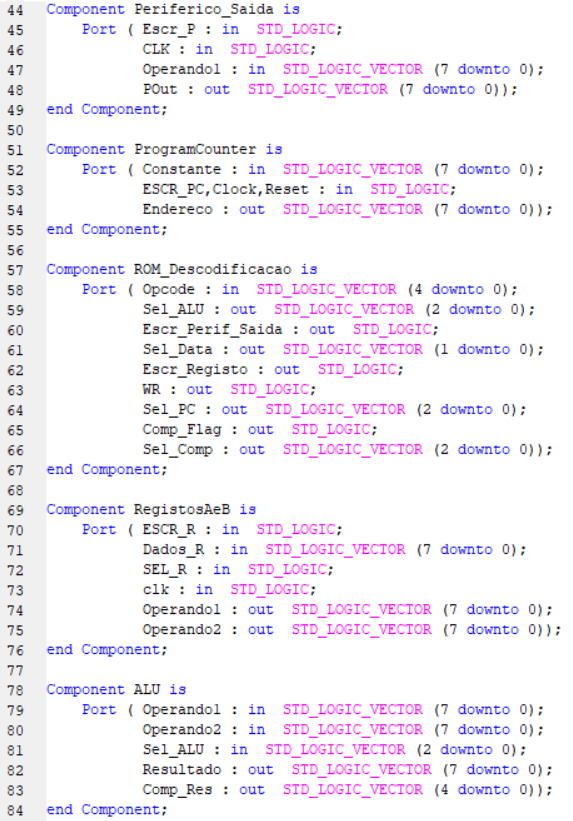 44 Component Periferico_Saida is
45 Port ( Escr_P : in STD_LOGIC;
46 CLK : in STD_LOGIC;
47 Operando1 : in STD_LOGIC_VECTOR (7 downto 0);
48 POut : out STD_LOGIC_VECTOR (7 downto 0));
49 end Component;
50
51 Component ProgramCounter is
52 Port ( Constante : in STD_LOGIC_VECTOR (7 downto 0);
53 ESCR_PC,Clock,Reset : in STD_LOGIC;
54 Endereco : out STD_LOGIC_VECTOR (7 downto 0));
55 end Component;
56
57 Component ROM_Descodificacao is
58 Port ( Opcode : in STD_LOGIC_VECTOR (4 downto 0);
59 Sel_ALU : out STD_LOGIC_VECTOR (2 downto 0);
60 Escr_Perif_Saida : out STD_LOGIC;
61 Sel_Data : out STD_LOGIC_VECTOR (1 downto 0);
62 Escr_Registo : out STD_LOGIC;
63 WR : out STD_LOGIC;
64 Sel_PC : out STD_LOGIC_VECTOR (2 downto 0);
65 Comp_Flag : out STD_LOGIC;
66 Sel_Comp : out STD_LOGIC_VECTOR (2 downto 0));
67 end Component;
68
69 Component RegistosAeB is
70 Port ( ESCR_R : in STD_LOGIC;
71 Dados_R : in STD_LOGIC_VECTOR (7 downto 0);
72 SEL_R : in STD_LOGIC;
73 clk : in STD_LOGIC;
74 Operando1 : out STD_LOGIC_VECTOR (7 downto 0);
75 Operando2 : out STD_LOGIC_VECTOR (7 downto 0));
76 end Component;
77
78 Component ALU is
79 Port ( Operando1 : in STD_LOGIC_VECTOR (7 downto 0);
80 Operando2 : in STD_LOGIC_VECTOR (7 downto 0);
81 Sel_ALU : in STD_LOGIC_VECTOR (2 downto 0);
82 Resultado : out STD_LOGIC_VECTOR (7 downto 0);
83 Comp_Res : out STD_LOGIC_VECTOR (4 downto 0));
84 end Component;